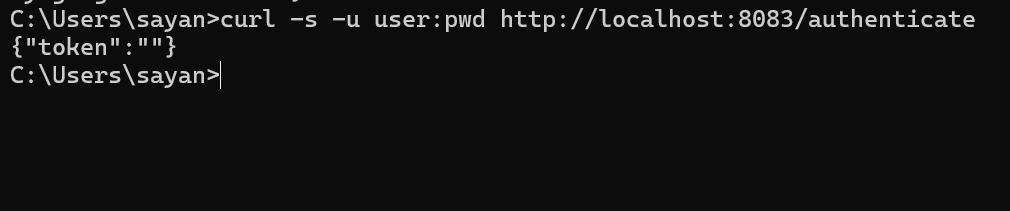 C:\Users\sayan>curl -s -u user:pwd http://localhost:8083/authenticate
{"token":""}
C:\Users\sayan>